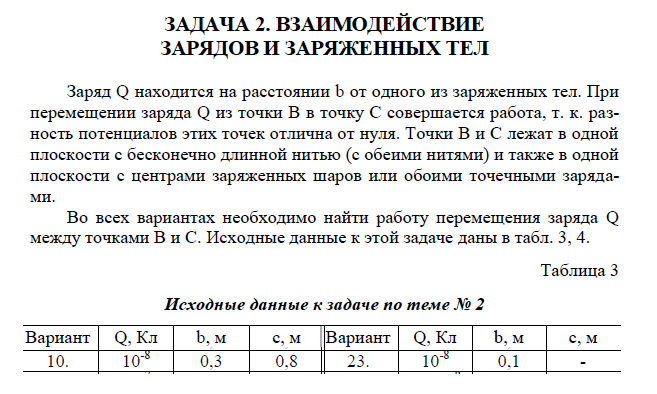 ЗАДАЧА 2. ВЗАИМОДЕЙСТВИЕ
ЗАРЯДОВ И ЗАРЯЖЕННЫХ ТЕЛ
Заряд Q находится на расстоянии b от одного из заряженных тел. При
перемещении заряда Q из точки В в точку С совершается работа, т. к. раз-
ность потенциалов этих точек отлична от нуля. Точки В и С лежат в одной
плоскости с бесконечно длинной нитью (с обеими нитями) и также в одной
плоскости с центрами заряженных шаров или обоими точечными заряда-
ми.
Во всех вариантах необходимо найти работу перемещения заряда Q
между точками В и С. Исходные данные к этой задаче даны в табл. 3, 4.
Таблица 3
Исходные данные к задаче по теме № 2
Вариант Q, Кл b, м с, м Вариант Q, Кл b, м с, м
10. 10⁻⁸ 0,3 0,8 23. 10⁻⁸ 0,1 -